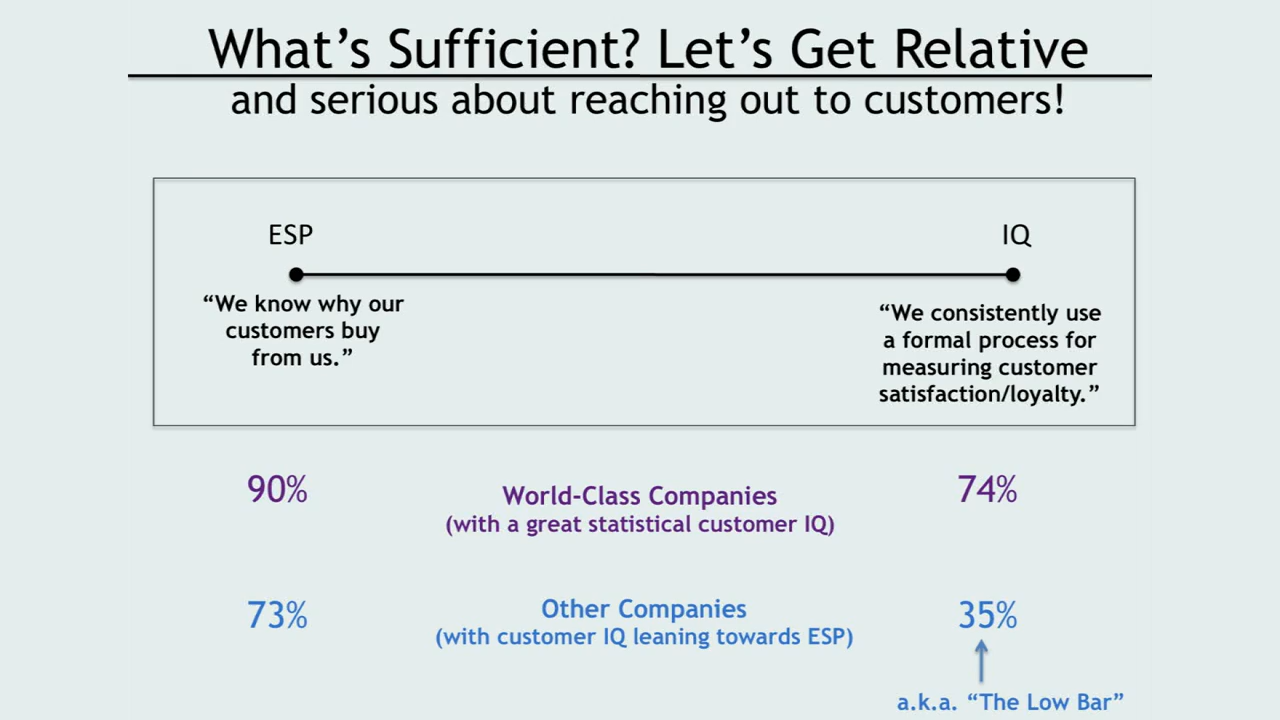 What’s Sufficient? Let’s Get Relative
and serious about reaching out to customers!
ESP
IQ
“We know why our
customers buy
from us.”
“We consistently use
a formal process for
measuring customer
satisfaction/loyalty.”
90%
World-Class Companies
(with a great statistical customer IQ)
74%
73%
Other Companies
(with customer IQ leaning towards ESP)
35%
a.k.a. “The Low Bar”